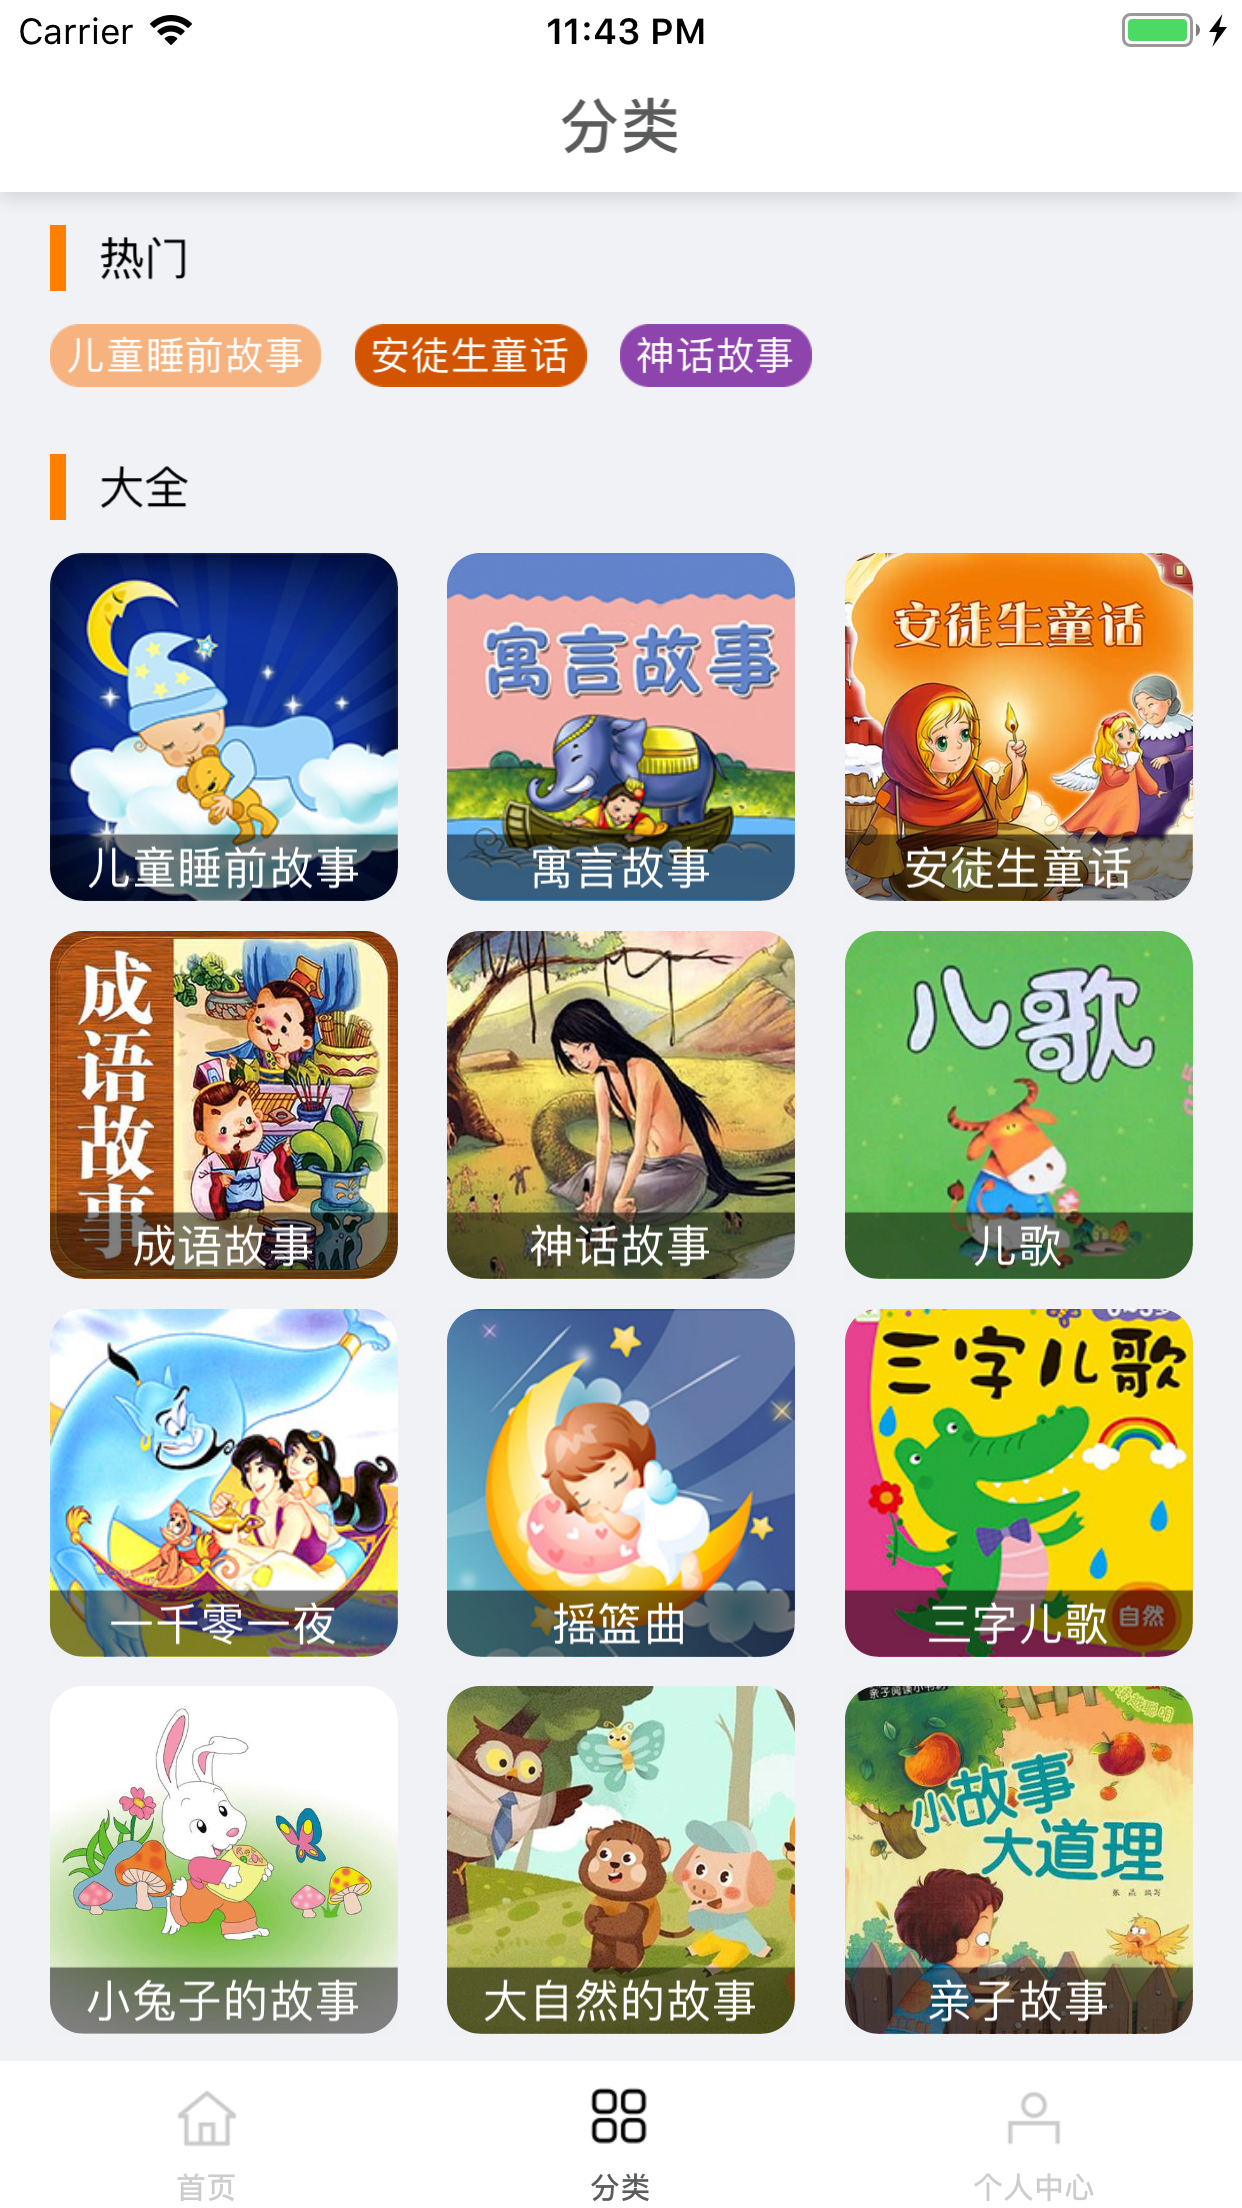 Carrier
11:43 PM
分类
热门
儿童睡前故事
安徒生童话
神话故事
大全
儿童睡前故事
寓言故事
寓言故事
安徒生童话
安徒生童话
成语故事
成语故事
神话故事
儿歌
儿歌
一千零一夜
摇篮曲
三字儿歌
自然
三字儿歌
小兔子的故事
大自然的故事
小故事
大道理
亲子故事
首页
分类
个人中心